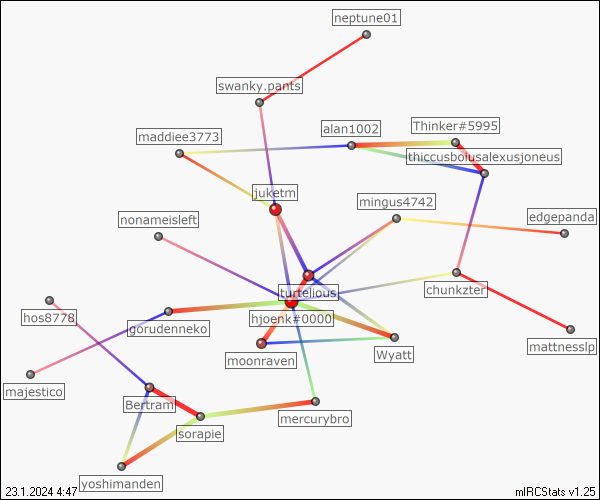 neptune01
swanky.pants
alan1002
Thinker#5995
maddiee3773
thiccusboiusalexusjoneus
juketm
mingus4742
nonameisleft
edgepanda
turtelious
chunkzter
hos8778
gorudenneko
hjoenk#0000
mattnesslp
moonraven
Wyatt
majestico
Bertram
mercurybro
sorapie
yoshimanden
23.1.2024 4:47
mIRCStats v1.25